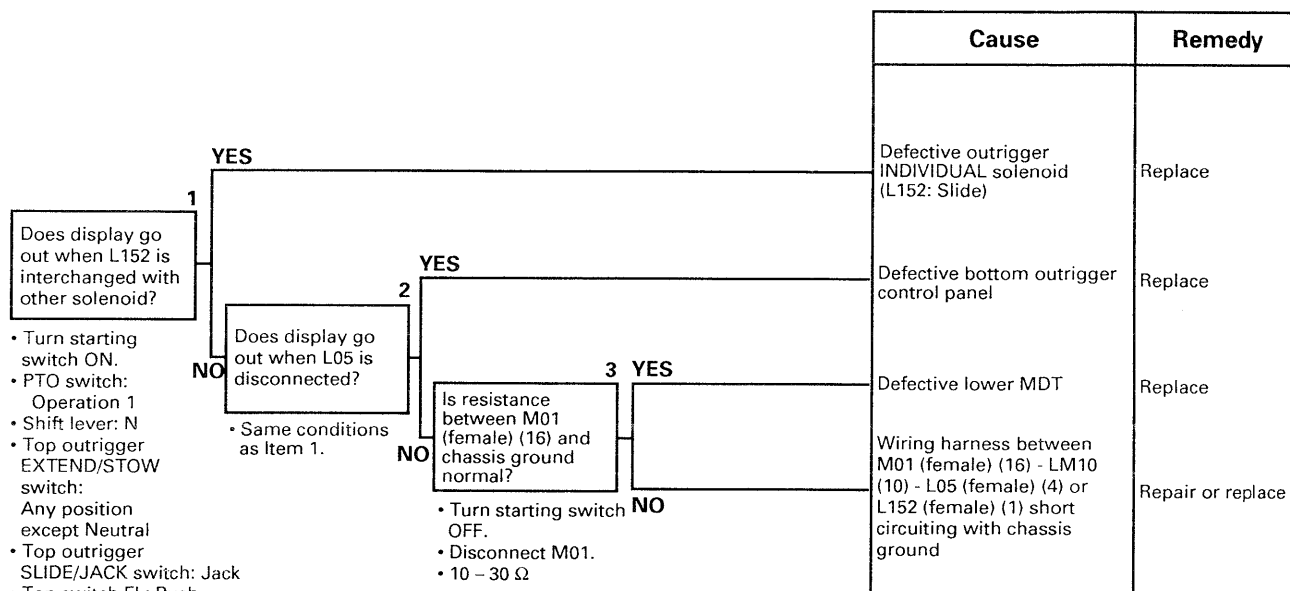 Cause
Remedy
YES
Defective outrigger
INDIVIDUAL solenoid
(L152: Slide)
Replace
1
Does display go
out when L152 is
interchanged with
other solenoid?
• Turn starting
switch ON.
• PTO switch:
Operation 1
• Shift lever: N
• Top outrigger
EXTEND/STOW
switch:
Any position
except Neutral
• Top outrigger
SLIDE/JACK switch: Jack
NO
2
Does display go
out when L05 is
disconnected?
• Same conditions
as Item 1.
YES
Defective bottom outrigger
control panel
Replace
NO
3
Is resistance
between M01
(female) (16) and
chassis ground
normal?
• Turn starting switch
OFF.
• Disconnect M01.
• 10 – 30 Ω
YES
Defective lower MDT
Replace
NO
Wiring harness between
M01 (female) (16) - LM10
(10) - L05 (female) (4) or
L152 (female) (1) short
circuiting with chassis
ground
Repair or replace